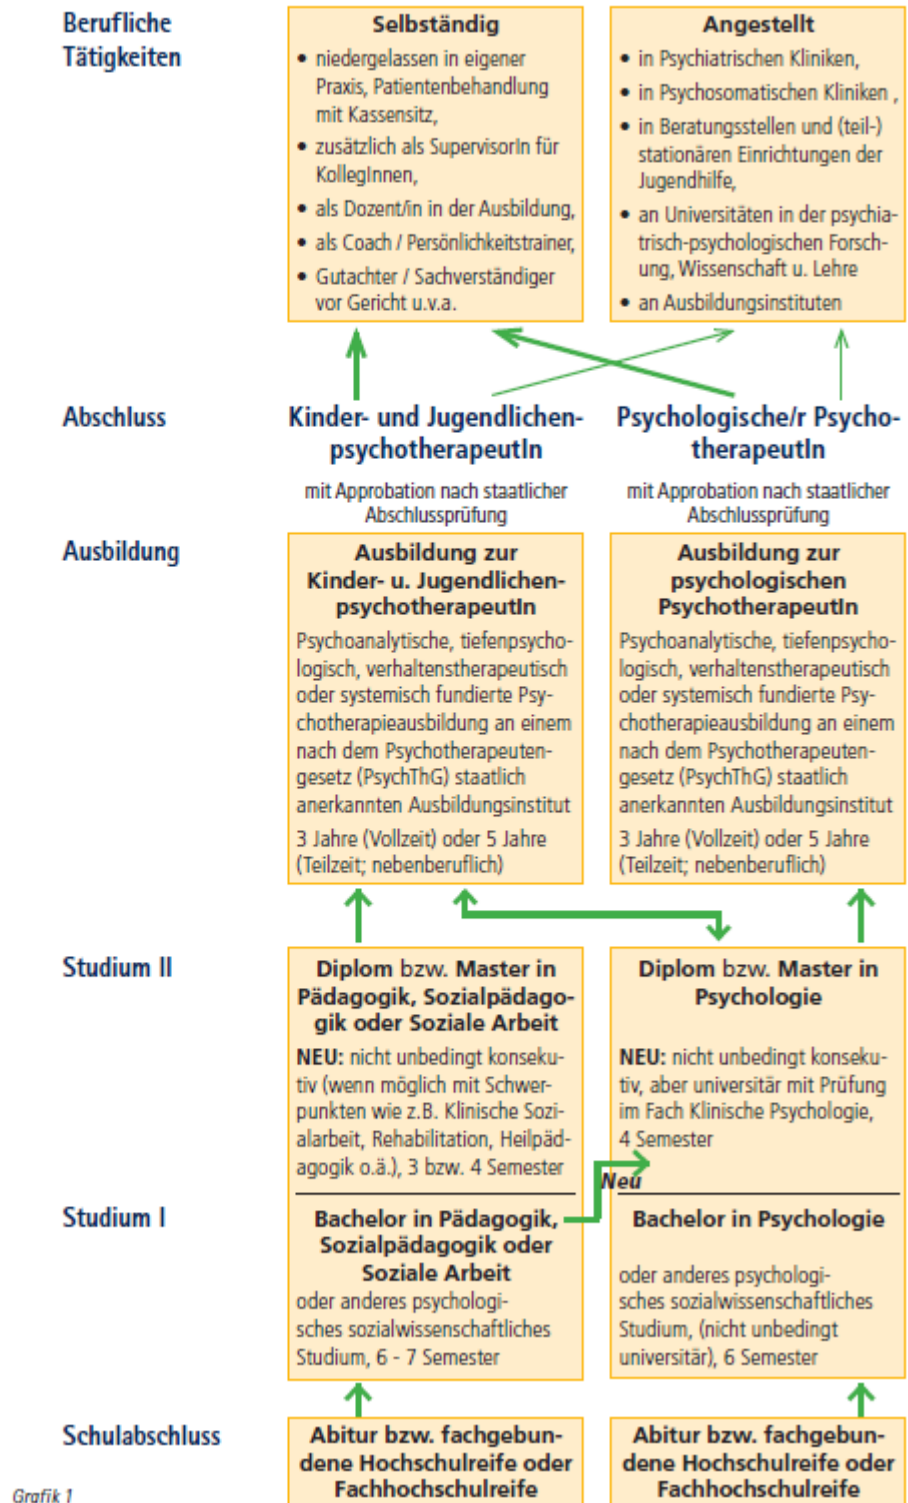 Berufliche
Tätigkeiten
Selbständig
• niedergelassen in eigener
Praxis, Patientenbehandlung
mit Kassensitz,
• zusätzlich als SupervisorIn für
KollegInnen,
• als Dozent/in in der Ausbildung,
• als Coach / Persönlichkeitstrainer,
• Gutachter / Sachverständiger
vor Gericht u.v.a.
Angestellt
• in Psychiatrischen Kliniken,
• in Psychosomatischen Kliniken ,
• in Beratungsstellen und (teil-)
stationären Einrichtungen der
Jugendhilfe,
• an Universitäten in der psychia-
trisch-psychologischen Forsch-
ung, Wissenschaft u. Lehre
• an Ausbildungsinstituten
Abschluss
Kinder- und Jugendlichen-
psychotherapeutIn
mit Approbation nach staatlicher
Abschlussprüfung
Psychologische/r Psycho-
therapeutIn
mit Approbation nach staatlicher
Abschlussprüfung
Ausbildung
Ausbildung zur
Kinder- u. Jugendlichen-
psychotherapeutIn
Psychoanalytische, tiefenpsycho-
logisch, verhaltenstherapeutisch
oder systemisch fundierte Psy-
chotherapieausbildung an einem
nach dem Psychotherapeuten-
gesetz (PsychThG) staatlich
anerkannten Ausbildungsinstitut
3 Jahre (Vollzeit) oder 5 Jahre
(Teilzeit; nebenberuflich)
Ausbildung zur
psychologischen
PsychotherapeutIn
Psychoanalytische, tiefenpsycho-
logisch, verhaltenstherapeutisch
oder systemisch fundierte Psy-
chotherapieausbildung an einem
nach dem Psychotherapeuten-
gesetz (PsychThG) staatlich
anerkannten Ausbildungsinstitut
3 Jahre (Vollzeit) oder 5 Jahre
(Teilzeit; nebenberuflich)
Studium II
Diplom bzw. Master in
Pädagogik, Sozialpädago-
gik oder Soziale Arbeit
NEU: nicht unbedingt konseku-
tiv (wenn möglich mit Schwer-
punkten wie z.B. Klinische Sozi-
alarbeit, Rehabilitation, Heilpäd-
agogik o.ä.), 3 bzw. 4 Semester
Diplom bzw. Master in
Psychologie
NEU: nicht unbedingt konseku-
tiv, aber universitär mit Prüfung
im Fach Klinische Psychologie,
4 Semester
Neu
Studium I
Bachelor in Pädagogik,
Sozialpädagogik oder
Soziale Arbeit
oder anderes psychologi-
sches sozialwissenschaftliches
Studium, 6 - 7 Semester
Bachelor in Psychologie
oder anderes psychologi-
sches sozialwissenschaftliches
Studium, (nicht unbedingt
universitär), 6 Semester
Schulabschluss
Abitur bzw. fachgebun-
dene Hochschulreife oder
Fachhochschulreife
Abitur bzw. fachgebun-
dene Hochschulreife oder
Fachhochschulreife
Grafik 1